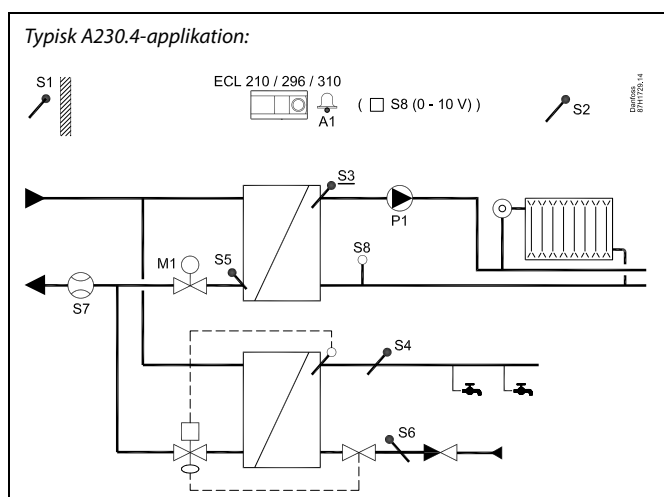 Typisk A230.4-applikation:
S1
ECL 210 / 296 / 310
A1
( S8 (0 - 10 V) )
S2
Danfoss
87H1729.14
S3
P1
M1
S5
S8
S7
S4
S6